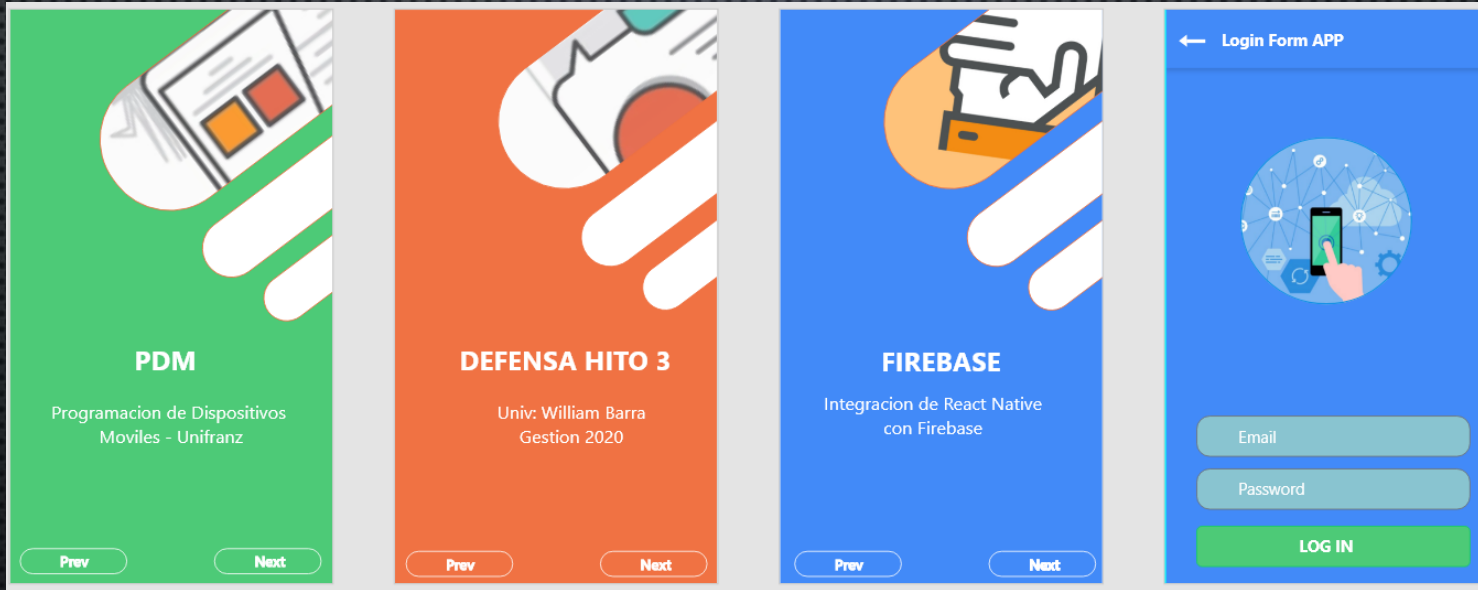 PDM
Programacion de Dispositivos
Moviles - Unifranz
Prev
Next
DEFENSA HITO 3
Univ: William Barra
Gestion 2020
Prev
Next
FIREBASE
Integracion de React Native
con Firebase
Prev
Next
Login Form APP
Email
Password
LOG IN